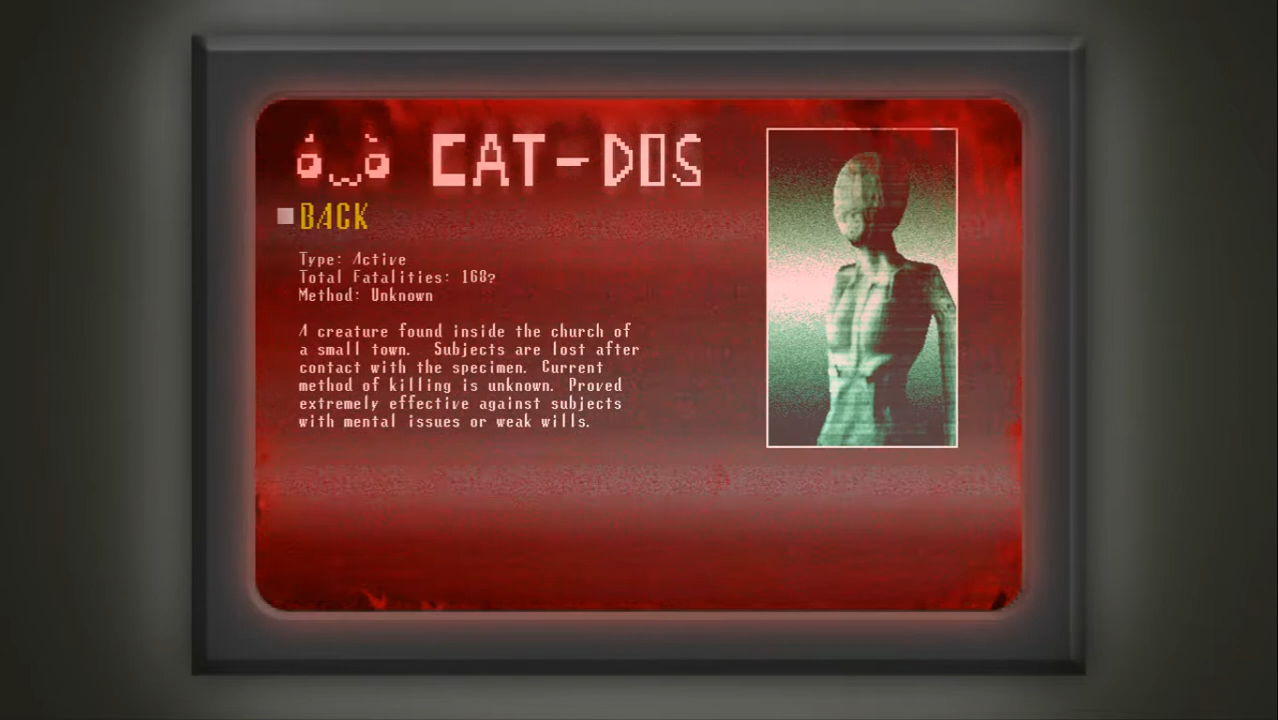 CAT-DOS
BACK
Type: Active
Total Fatalities: 168?
Method: Unknown
A creature found inside the church of
a small town.  Subjects are lost after
contact with the specimen. Current
method of killing is unknown. Proved
extremely effective against subjects
with mental issues or weak wills.